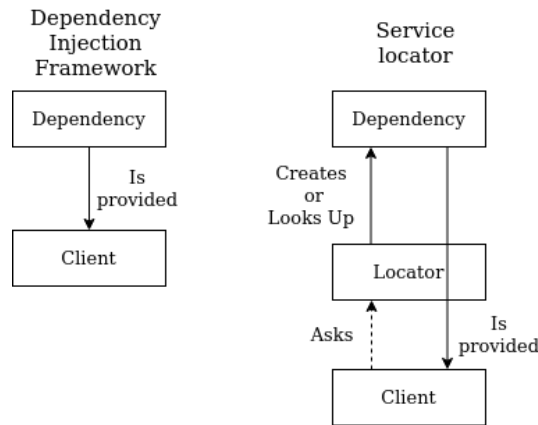 Dependency
Injection
Framework
Dependency
Is
provided
Client
Service
locator
Dependency
Creates
or
Looks Up
Locator
Asks
Is
provided
Client